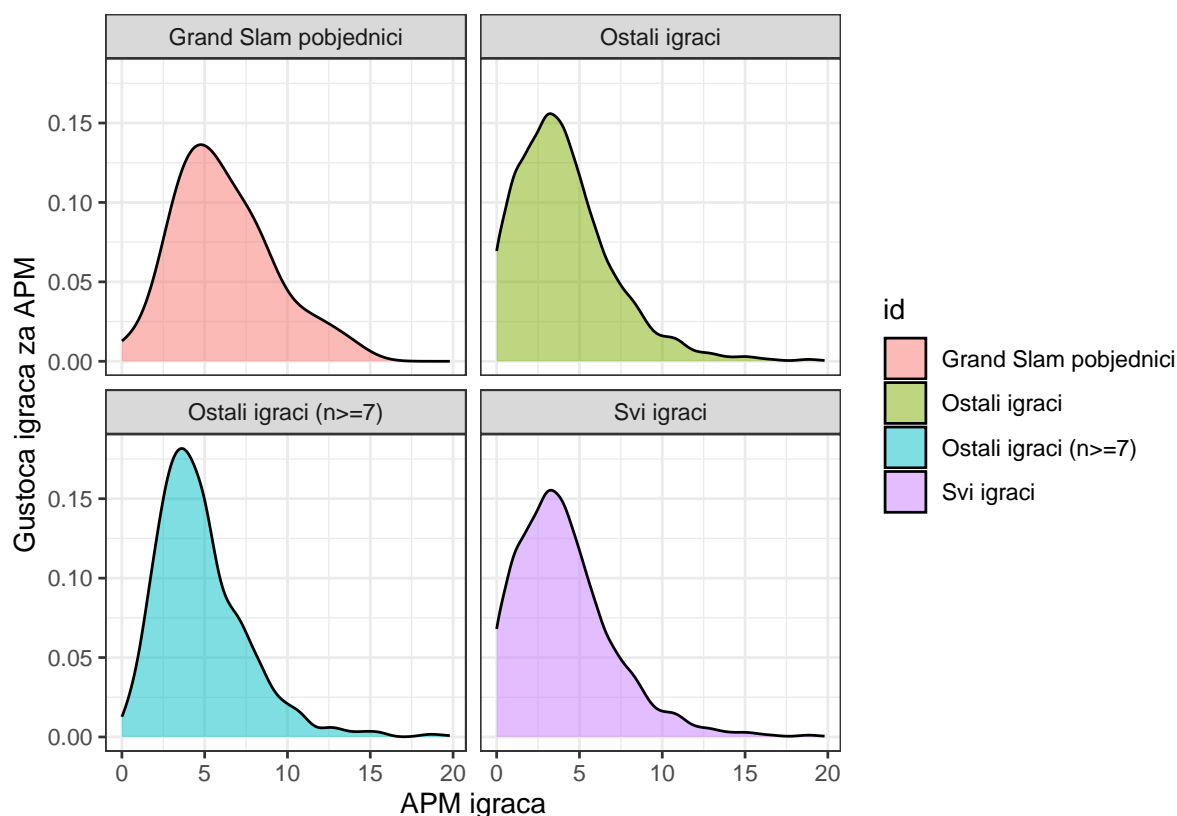 Grand Slam pobjednici
Ostali igraci
0.15
0.10
0.05
0.00
Ostali igraci (n>=7)
Svi igraci
0.15
0.10
0.05
0.00
0 5 10 15 20
0 5 10 15 20
APM igraca
Gustoca igraca za APM
id
Grand Slam pobjednici
Ostali igraci
Ostali igraci (n>=7)
Svi igraci